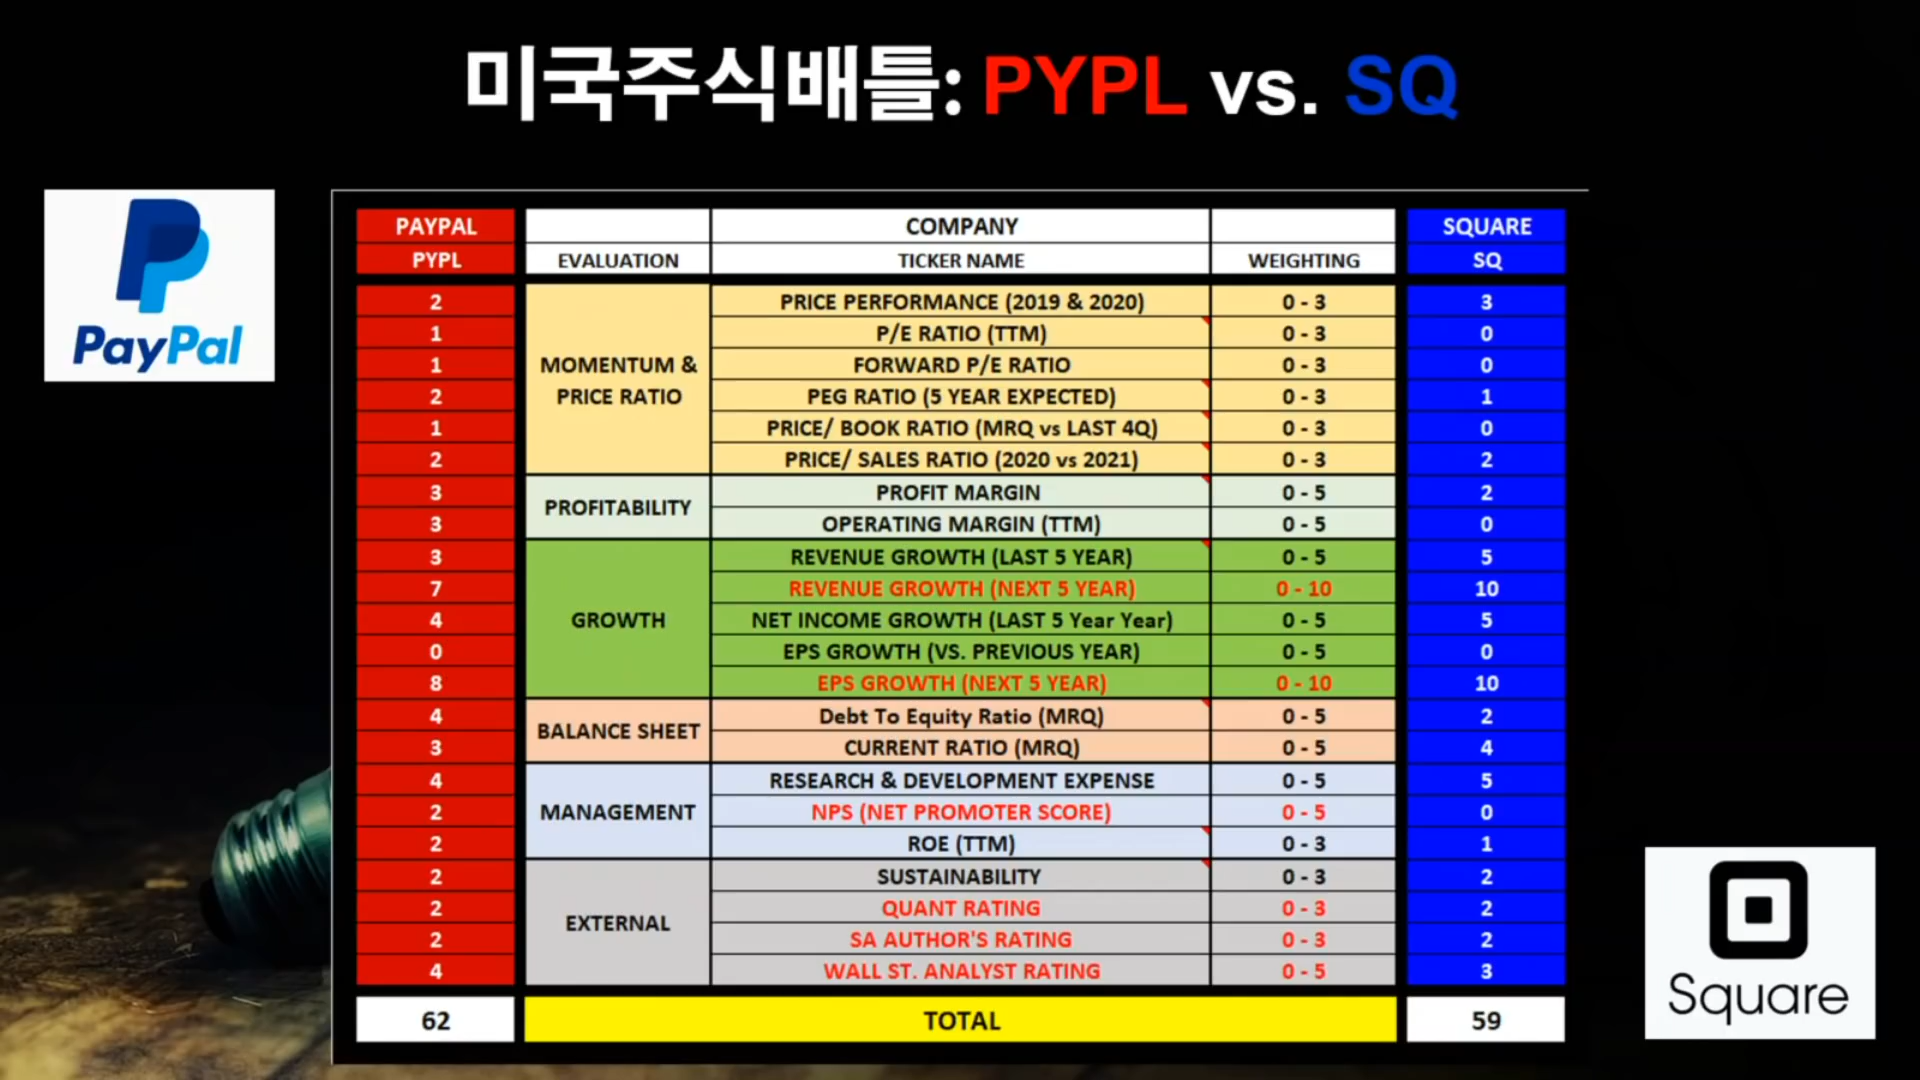 미국주식배틀: PYPL vs. SQ
PayPal
PAYPAL COMPANY SQUARE
PYPL EVALUATION TICKER NAME WEIGHTING SQ
2 PRICE PERFORMANCE (2019 & 2020) 0 - 3 3
1 P/E RATIO (TTM) 0 - 3 0
1 MOMENTUM & FORWARD P/E RATIO 0 - 3 0
2 PRICE RATIO PEG RATIO (5 YEAR EXPECTED) 0 - 3 1
1 PRICE/ BOOK RATIO (MRQ vs LAST 4Q) 0 - 3 0
2 PRICE/ SALES RATIO (2020 vs 2021) 0 - 3 2
3 PROFITABILITY PROFIT MARGIN 0 - 5 2
3 OPERATING MARGIN (TTM) 0 - 5 0
3 REVENUE GROWTH (LAST 5 YEAR) 0 - 5 5
7 REVENUE GROWTH (NEXT 5 YEAR) 0 - 10 10
4 GROWTH NET INCOME GROWTH (LAST 5 Year Year) 0 - 5 5
0 EPS GROWTH (VS. PREVIOUS YEAR) 0 - 5 0
8 EPS GROWTH (NEXT 5 YEAR) 0 - 10 10
4 BALANCE SHEET Debt To Equity Ratio (MRQ) 0 - 5 2
3 CURRENT RATIO (MRQ) 0 - 5 4
4 RESEARCH & DEVELOPMENT EXPENSE 0 - 5 5
2 MANAGEMENT NPS (NET PROMOTER SCORE) 0 - 5 0
2 ROE (TTM) 0 - 3 1
2 SUSTAINABILITY 0 - 3 2
2 EXTERNAL QUANT RATING 0 - 3 2
2 SA AUTHOR'S RATING 0 - 3 2
4 WALL ST. ANALYST RATING 0 - 5 3
62 TOTAL 59
Square